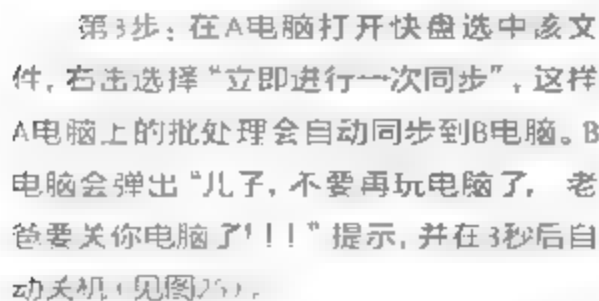 第3步：在A电脑打开快盘选中该文
件，右击选择“立即进行一次同步”，这样
A电脑上的批处理会自动同步到B电脑。B
电脑会弹出“儿子，不要再玩电脑了，老
爸要关你电脑了！！！”提示，并在3秒后自
动关机（见图25）。